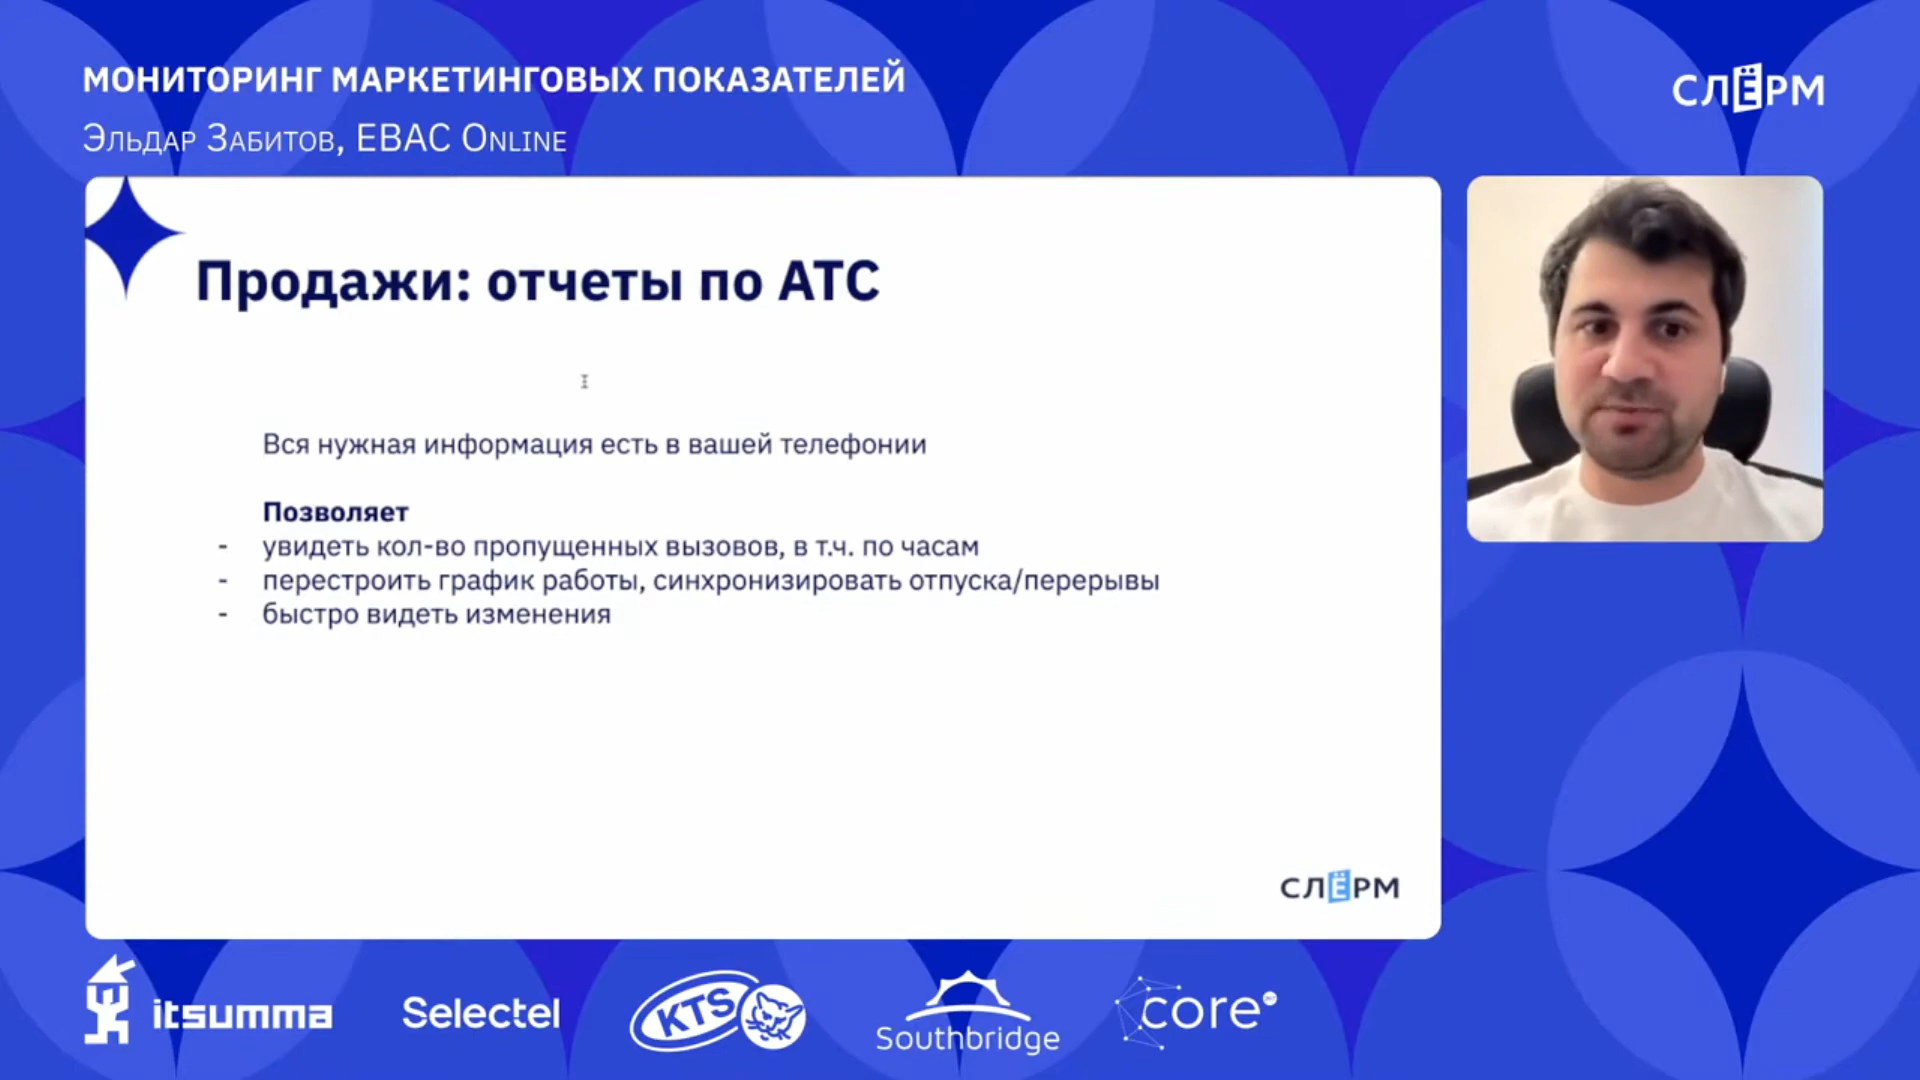 МОНИТОРИНГ МАРКЕТИНГОВЫХ ПОКАЗАТЕЛЕЙ
ЭЛЬДАР ЗАБИТОВ, EBAC ONLINE
СЛЁРМ
Продажи: отчеты по АТС
Вся нужная информация есть в вашей телефонии
Позволяет
- увидеть кол-во пропущенных вызовов, в т.ч. по часам
- перестроить график работы, синхронизировать отпуска/перерывы
- быстро видеть изменения
СЛЁРМ
itsumma
Selectel
KTS
Southbridge
core